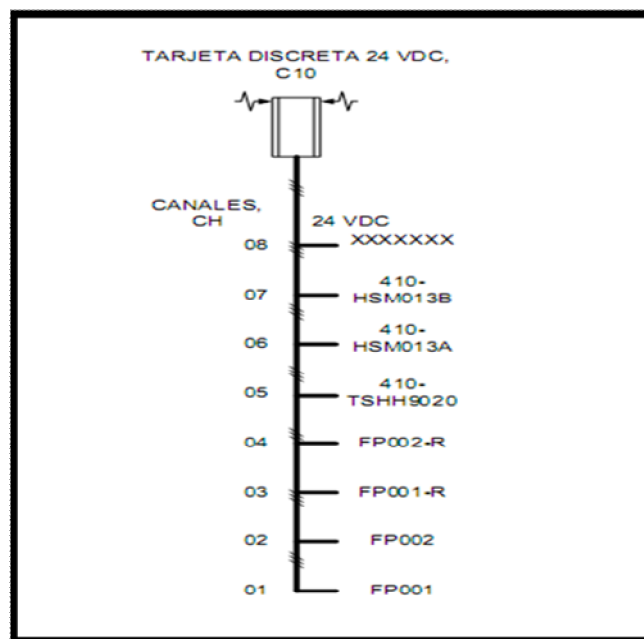 TARJETA DISCRETA 24 VDC,
C10
CANALES,
CH
24 VDC
08 XXXXXXX
07 410-
HSM013B
06 410-
HSM013A
05 410-
TSHH9020
04 FP002-R
03 FP001-R
02 FP002
01 FP001